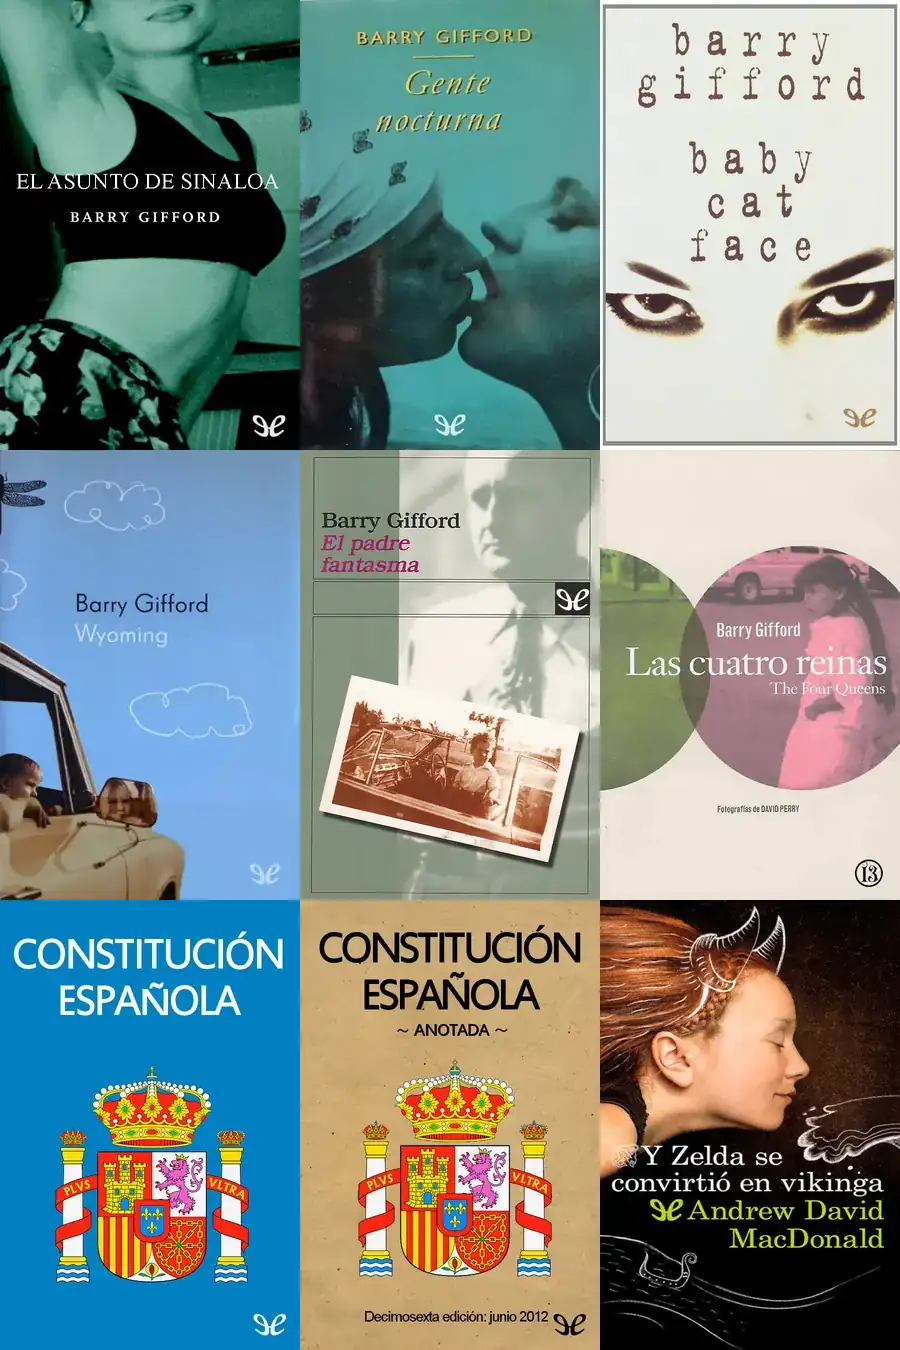 EL ASUNTO DE SINALOA
BARRY GIFFORD
BARRY GIFFORD
Gente
nocturna
barry
gifford
baby
cat
face
Barry Gifford
Wyoming
Barry Gifford
El padre
fantasma
Barry Gifford
Las cuatro reinas
The Four Queens
Fotografías de DAVID PERRY
13
CONSTITUCIÓN
ESPAÑOLA
PLVS
VLTRA
CONSTITUCIÓN
ESPAÑOLA
~ ANOTADA ~
PLVS
VLTRA
Decimosexta edición: junio 2012
Y Zelda se
convirtió en vikinga
Andrew David
MacDonald